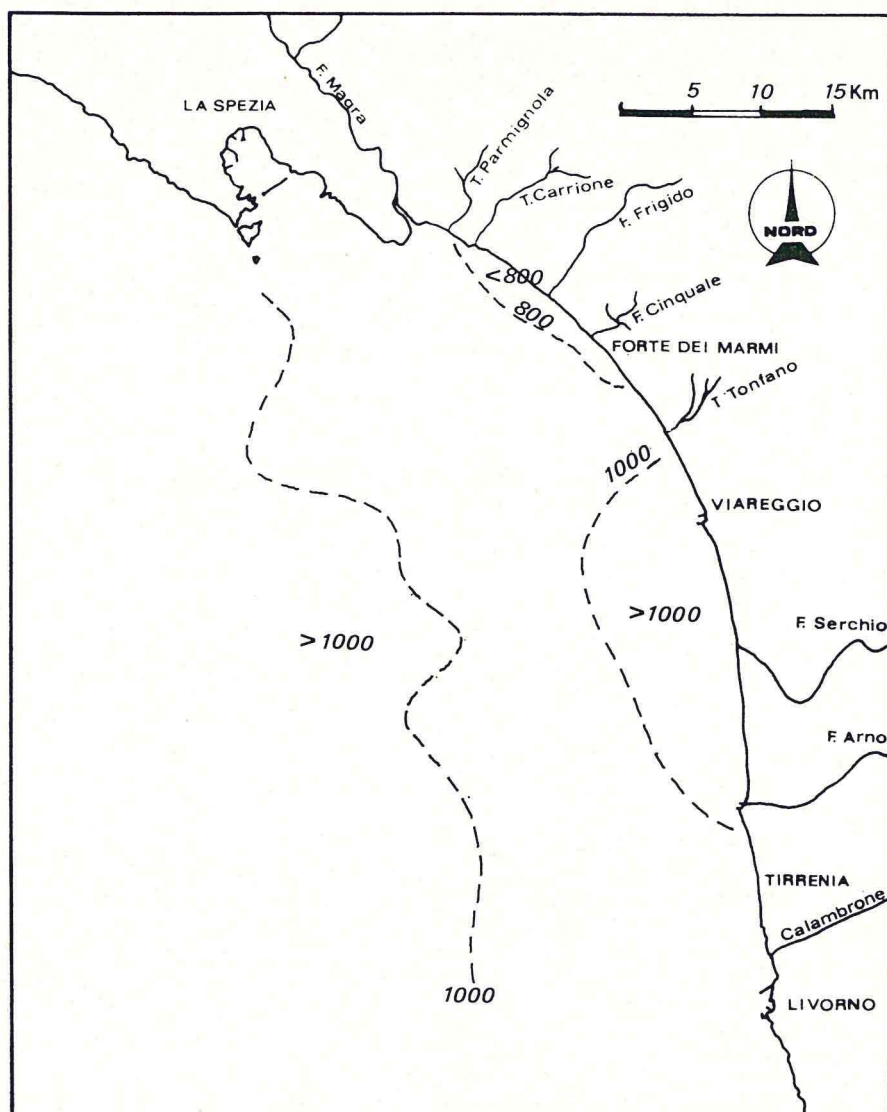 F. Magra
LA SPEZIA
5 10 15 Km
T. Parmignola
T. Carrione
F. Frigido
NORD
<800
800
F. Cinquale
FORTE DEI MARMI
T. Tonfano
1000
VIAREGGIO
>1000
>1000
F. Serchio
F. Arno
TIRRENIA
Calambrone
1000
LIVORNO